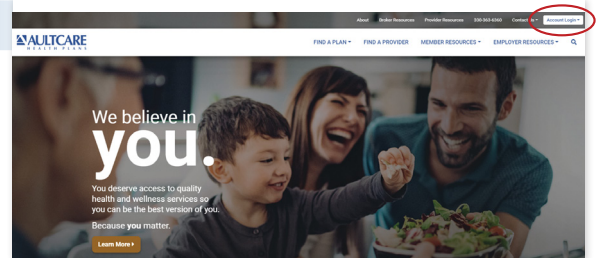 About Broker Resources Provider Resources 330-363-6360 Contact Us Account Login
AULTCARE
HEALTH PLANS
FIND A PLAN FIND A PROVIDER MEMBER RESOURCES EMPLOYER RESOURCES
We believe in
you.
You deserve access to quality
health and wellness services so
you can be the best version of you.
Because you matter.
Learn More